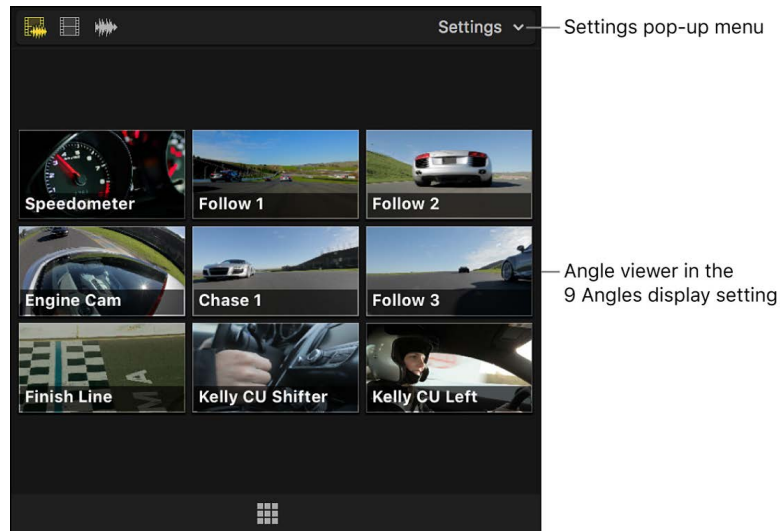 Settings
Settings pop-up menu
Speedometer
Follow 1
Follow 2
Engine Cam
Chase 1
Follow 3
Angle viewer in the
9 Angles display setting
Finish Line
Kelly CU Shifter
Kelly CU Left